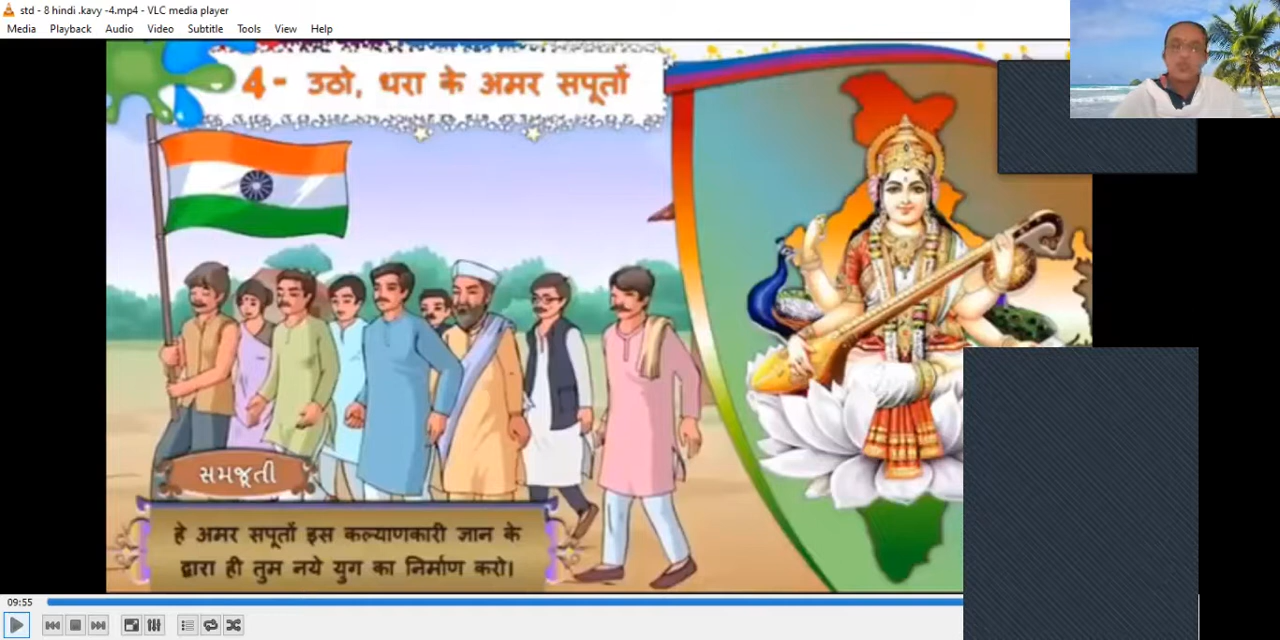 std - 8 hindi .kavy -4.mp4 - VLC media player
Media Playback Audio Video Subtitle Tools View Help
4 - उठो, धरा के अमर सपूतों
સમજૂતી
हे अमर सपूतों इस कल्याणकारी ज्ञान के
द्वारा ही तुम नये युग का निर्माण करो।
09:55